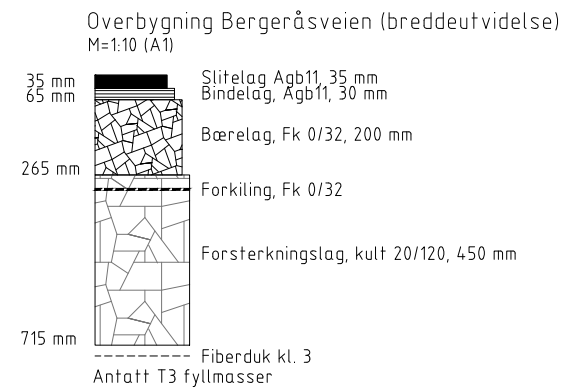 Overbygning Bergeråsveien (breddeutvidelse)
M=1:10 (A1)
35 mm
Slitelag Agb11, 35 mm
65 mm
Bindelag, Agb11, 30 mm
Bærelag, Fk 0/32, 200 mm
265 mm
Forkiling, Fk 0/32
Forsterkningslag, kult 20/120, 450 mm
715 mm
Fiberduk kl. 3
Antatt T3 fyllmasser